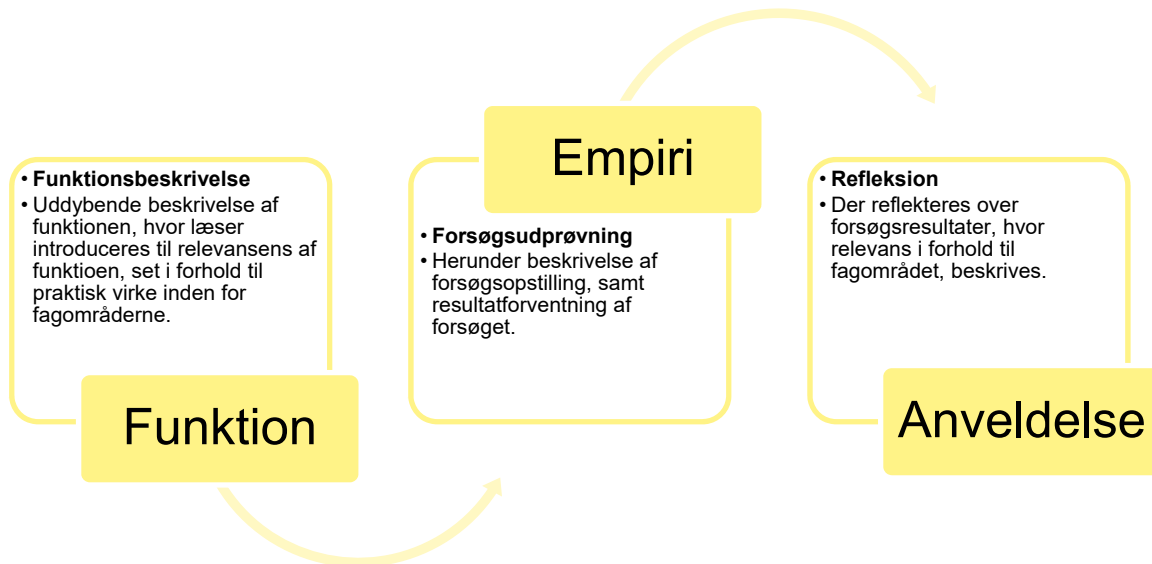 • Funktionsbeskrivelse
• Uddybende beskrivelse af
funktionen, hvor læser
introduceres til relevansens af
funktioen, set i forhold til
praktisk virke inden for
fagområderne.
Funktion
Empiri
• Forsøgsudprøvning
• Herunder beskrivelse af
forsøgsopstilling, samt
resultatforventning af
forsøget.
• Refleksion
• Der reflekteres over
forsøgsresultater, hvor
relevans i forhold til
fagområdet, beskrives.
Anveldelse